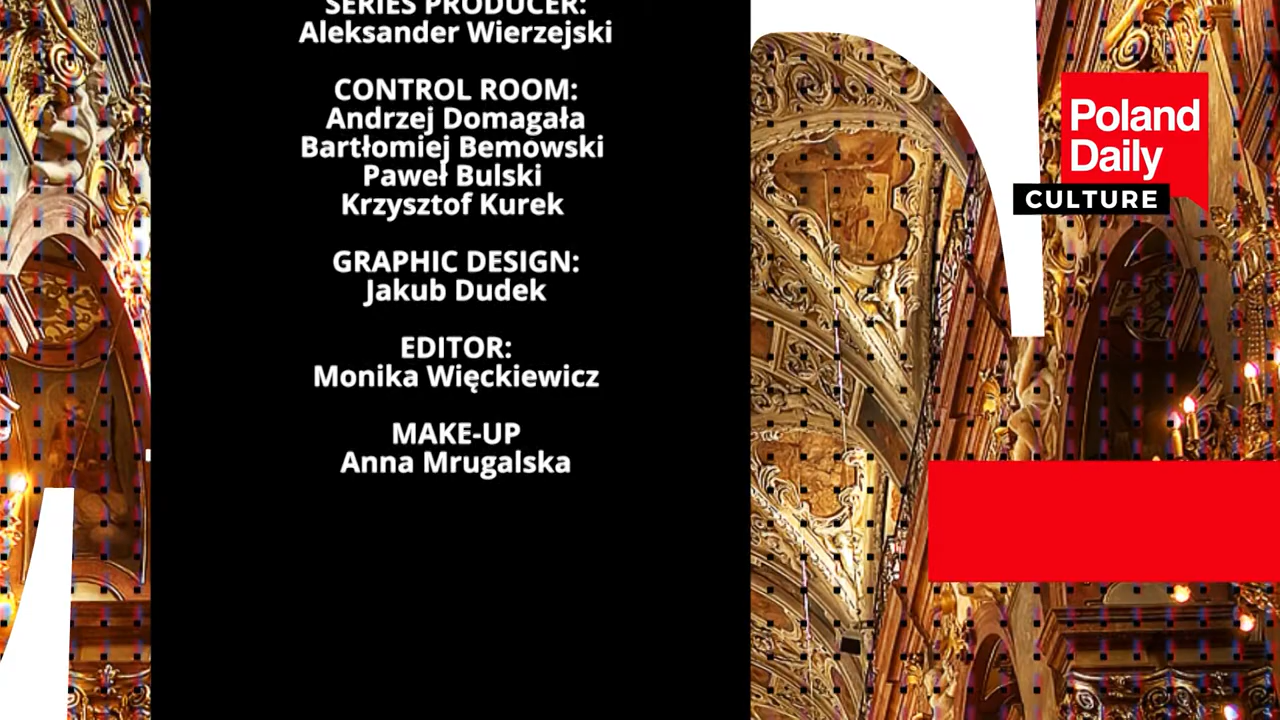 SERIES PRODUCER:
Aleksander Wierzejski
CONTROL ROOM:
Andrzej Domagała
Bartłomiej Bemowski
Paweł Bulski
Krzysztof Kurek
GRAPHIC DESIGN:
Jakub Dudek
EDITOR:
Monika Więckiewicz
MAKE-UP
Anna Mrugalska
Poland
Daily
CULTURE